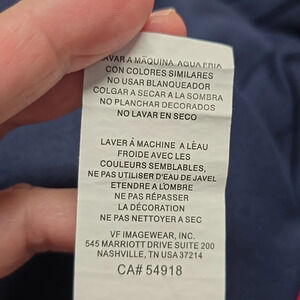 LAVAR A MAQUINA AQUA FRIA
CON COLORES SIMILARES
NO USAR BLANQUEADOR
COLGAR A SECAR A LA SOMBRA
NO PLANCHAR DECORADOS
NO LAVAR EN SECO
LAVER À MACHINE A LÈAU
FROIDE AVEC LES
COULEURS SEMBLABLES,
NE PAS UTILISER D'EAU DE JAVEL
ETENDRE A L'OMBRE
NE PAS RÉPASSER
LA DÉCORATION
NE PAS NETTOYER A SEC
VF IMAGEWEAR, INC.
545 MARRIOTT DRIVE SUITE 200
NASHVILLE, TN USA 37214
CA# 54918